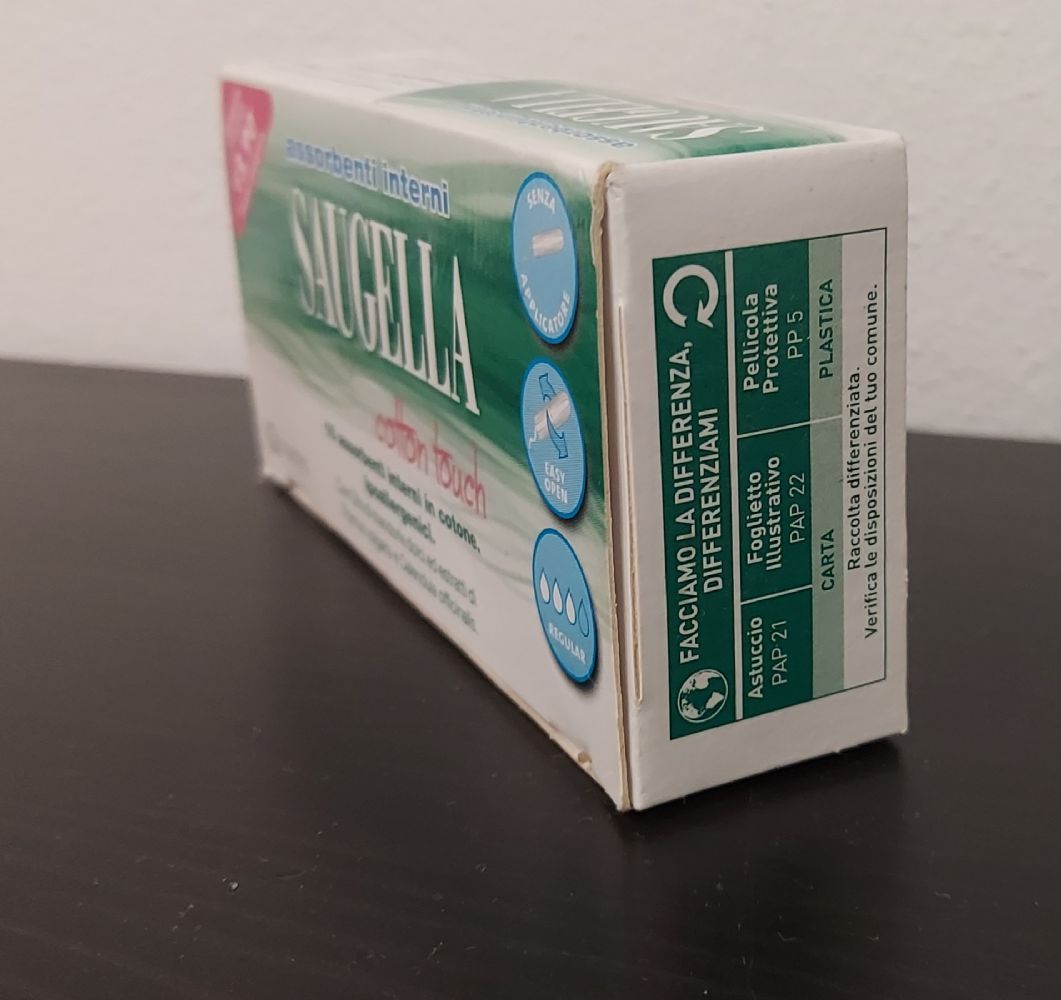 assorbenti interni
SAUGELLA
cotton touch
assorbenti interni in cotone,
ipoallergenici.
SENZA
APPLICATORE
EASY
OPEN
REGULAR
SAUGELLA
FACCIAMO LA DIFFERENZA,
DIFFERENZIAMI
Astuccio
PAP 21
Foglietto
Illustrativo
PAP 22
Pellicola
Protettiva
PP 5
CARTA
PLASTICA
Raccolta differenziata.
Verifica le disposizioni del tuo comune.